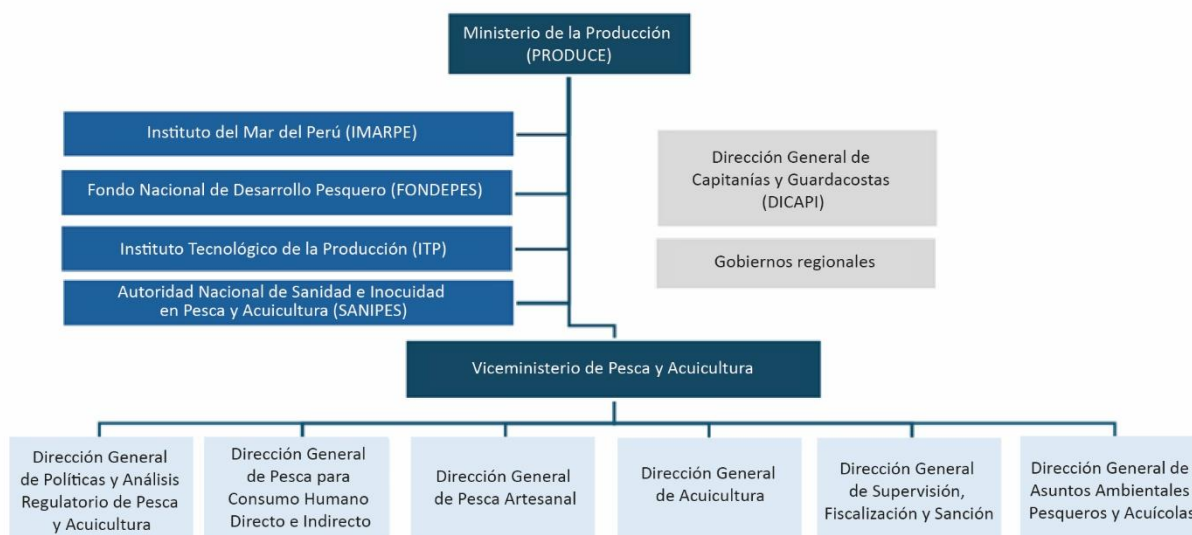 Ministerio de la Producción
(PRODUCE)
Instituto del Mar del Perú (IMARPE)
Fondo Nacional de Desarrollo Pesquero (FONDEPES)
Instituto Tecnológico de la Producción (ITP)
Autoridad Nacional de Sanidad e Inocuidad
en Pesca y Acuicultura (SANIPES)
Dirección General de
Capitanías y Guardacostas
(DICAPI)
Gobiernos regionales
Viceministerio de Pesca y Acuicultura
Dirección General
de Políticas y Análisis
Regulatorio de Pesca
y Acuicultura
Dirección General
de Pesca para
Consumo Humano
Directo e Indirecto
Dirección General
de Pesca Artesanal
Dirección General
de Acuicultura
Dirección General
de Supervisión,
Fiscalización y Sanción
Dirección General de
Asuntos Ambientales
Pesqueros y Acuícolas